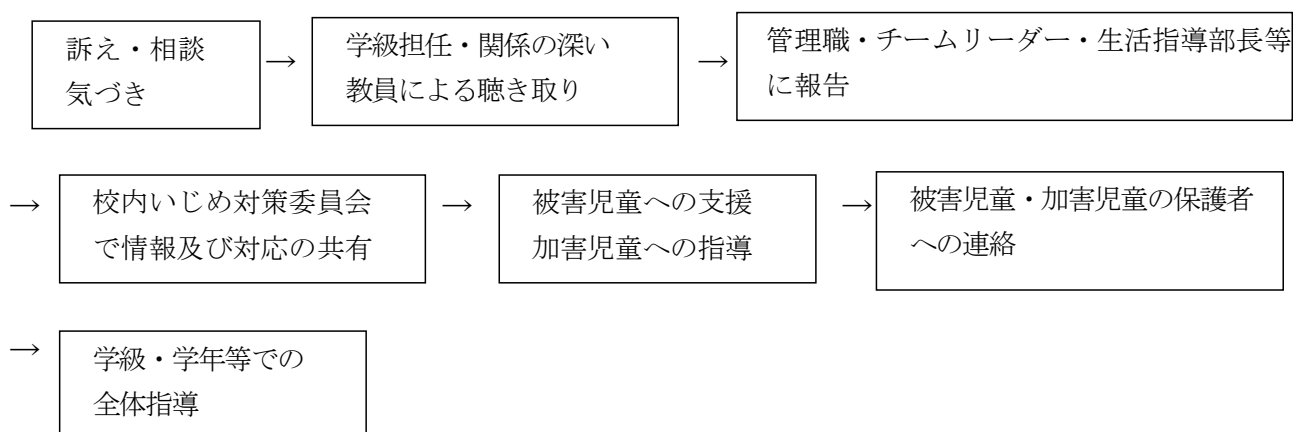 訴え・相談
気づき
→
学級担任・関係の深い
教員による聴き取り
→
管理職・チームリーダー・生活指導部長等
に報告
→
校内いじめ対策委員会
で情報及び対応の共有
→
被害児童への支援
加害児童への指導
→
被害児童・加害児童の保護者
への連絡
→
学級・学年等での
全体指導